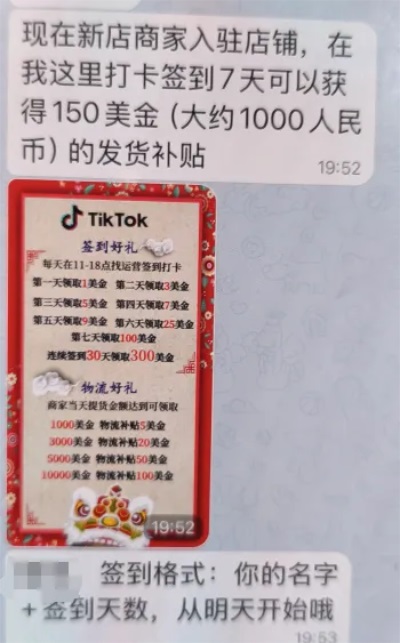 现在新店商家入驻店铺，在
我这里打卡签到7天可以获
得150美金（大约1000人民
币）的发货补贴
19:52
TikTok
签到好礼
每天在11-18点找运营签到打卡
第一天领取1美金 第二天领取3美金
第三天领取5美金 第四天领取7美金
第五天领取9美金 第六天领取25美金
第七天领取100美金
连续签到30天领取300美金
物流好礼
商家当天提货金额达到可领取
1000美金 物流补贴5美金
3000美金 物流补贴20美金
5000美金 物流补贴50美金
10000美金 物流补贴100美金
19:52
签到格式：你的名字
+签到天数，从明天开始哦
19:53